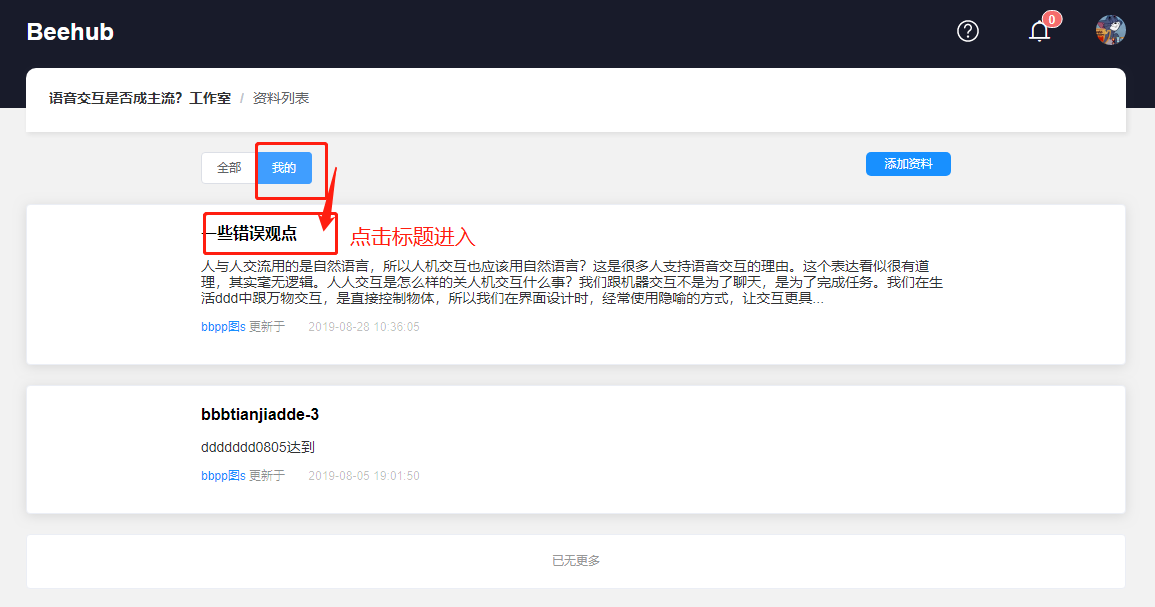 Beehub
0
语音交互是否成主流？工作室 / 资料列表
全部 我的 添加资料
一些错误观点 点击标题进入
人与人交流用的是自然语言，所以人机交互也应该用自然语言？这是很多人支持语音交互的理由。这个表达看似很有道
理，其实毫无逻辑。人人交互是怎么样的关人机交互什么事？我们跟机器交互不是为了聊天，是为了完成任务。我们在生
活ddd中跟万物交互，是直接控制物体，所以我们在界面设计时，经常使用隐喻的方式，让交互更具...
bbpp图s 更新于 2019-08-28 10:36:05
bbbtianjiadde-3
ddddddd0805达到
bbpp图s 更新于 2019-08-05 19:01:50
已无更多